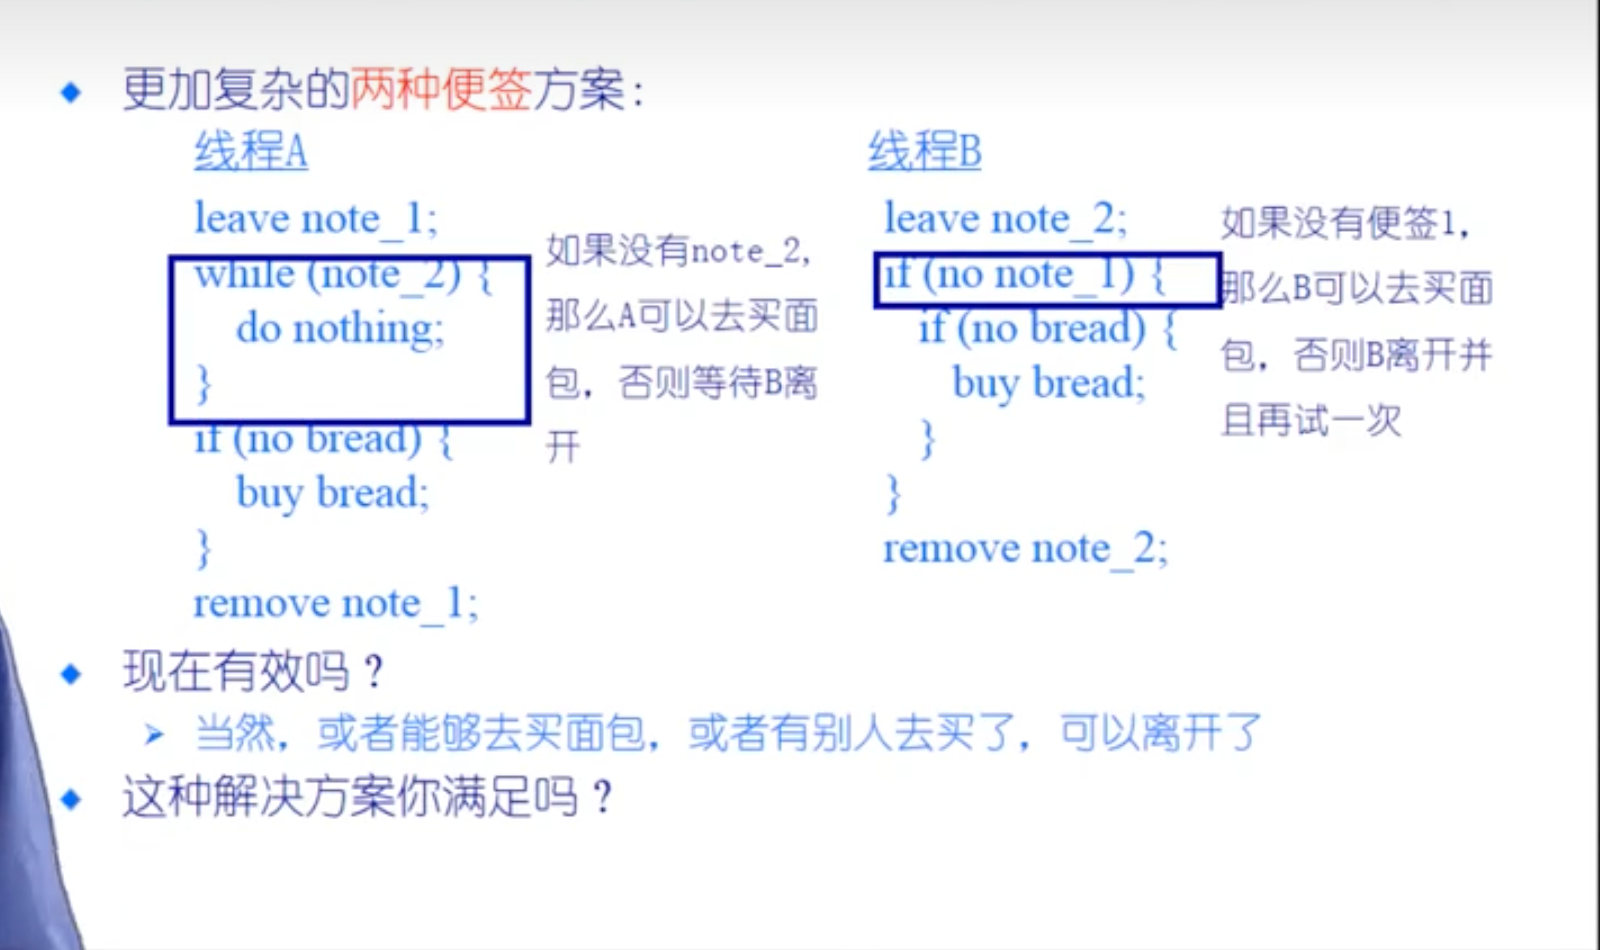 更加复杂的两种便签方案：
线程A
leave note_1;
while (note_2) {
do nothing;
}
if (no bread) {
buy bread;
}
remove note_1;
如果没有note_2,
那么A可以去买面
包，否则等待B离
开
线程B
leave note_2;
if (no note_1) {
if (no bread) {
buy bread;
}
}
remove note_2;
如果没有便签1,
那么B可以去买面
包，否则B离开并
且再试一次
现在有效吗？
当然，或者能够去买面包，或者有别人去买了，可以离开了
这种解决方案你满足吗？